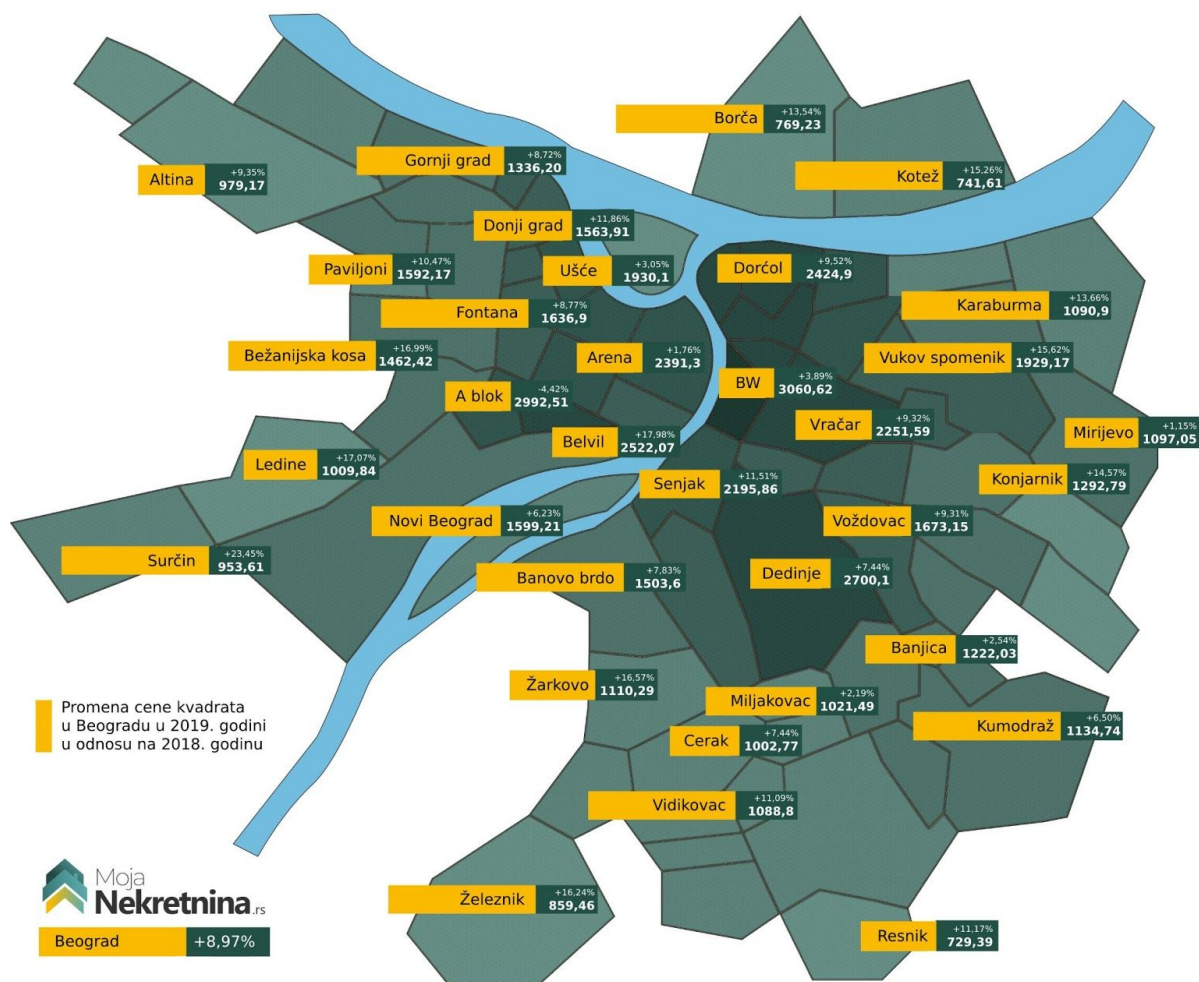 +13,54%
Borča 769,23
+8,72%
Gornji grad 1336,20
+9,35%
Altina 979,17
+15,26%
Kotež 741,61
+11,86%
Donji grad 1563,91
+10,47%
Paviljoni 1592,17
+3,05%
Ušće 1930,1
+9,52%
Dorćol 2424,9
+8,77%
Fontana 1636,9
+13,66%
Karaburma 1090,9
+16,99%
Bežanijska kosa 1462,42
+1,76%
Arena 2391,3
+15,62%
Vukov spomenik 1929,17
-4,42%
A blok 2992,51
+3,89%
BW 3060,62
+9,32%
Vračar 2251,59
+1,15%
Mirijevo 1097,05
+17,98%
Belvil 2522,07
+17,07%
Ledine 1009,84
+11,51%
Senjak 2195,86
+14,57%
Konjarnik 1292,79
+6,23%
Novi Beograd 1599,21
+9,31%
Voždovac 1673,15
+23,45%
Surčin 953,61
+7,83%
Banovo brdo 1503,6
+7,44%
Dedinje 2700,1
+2,54%
Banjica 1222,03
+16,57%
Žarkovo 1110,29
+2,19%
Miljakovac 1021,49
+6,50%
Kumodraž 1134,74
Promena cene kvadrata
u Beogradu u 2019. godini
u odnosu na 2018. godinu
+7,44%
Cerak 1002,77
+11,09%
Vidikovac 1088,8
+16,24%
Železnik 859,46
+11,17%
Resnik 729,39
Moja
Nekretnina.rs
Beograd +8,97%